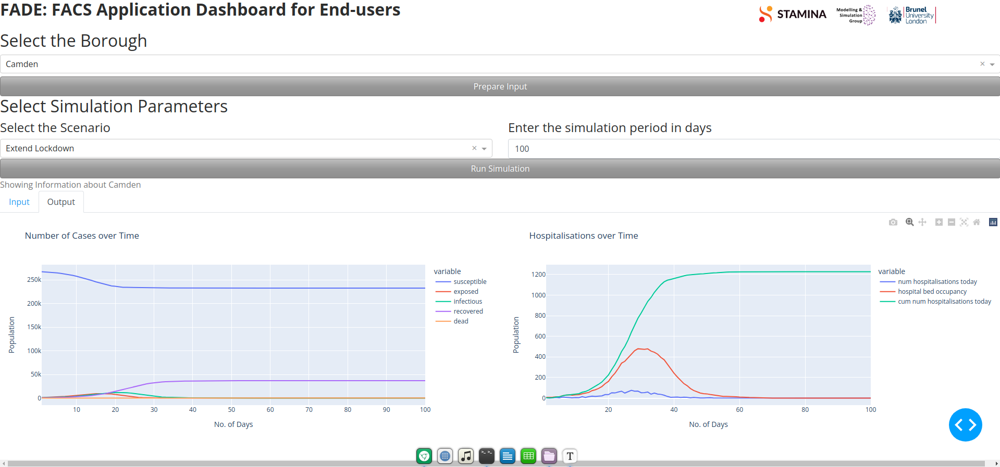 FADE: FACS Application Dashboard for End-users
STAMINA
Modelling &
Simulation
Group
Brunel
University
London
Select the Borough
Camden
Prepare Input
Select Simulation Parameters
Select the Scenario
Enter the simulation period in days
Extend Lockdown
100
Run Simulation
Showing Information about Camden
Input
Output
Number of Cases over Time
250k
200k
150k
100k
50k
0
Population
10 20 30 40 50 60 70 80 90 100
No. of Days
variable
susceptible
exposed
infectious
recovered
dead
Hospitalisations over Time
1200
1000
800
600
400
200
0
Population
20 40 60 80 100
No. of Days
variable
num hospitalisations today
hospital bed occupancy
cum num hospitalisations today
T